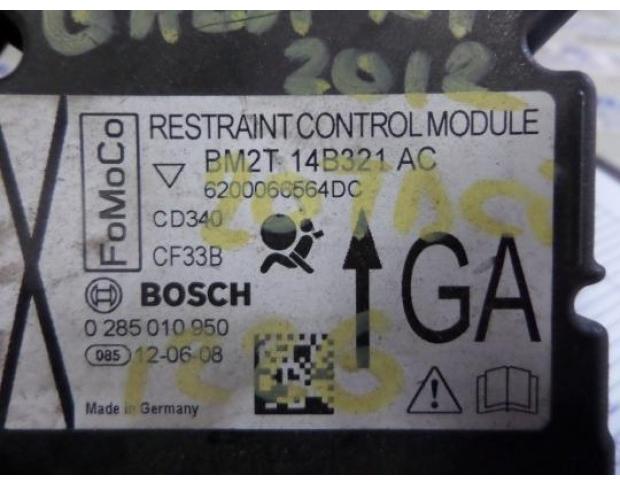 2012
FoMoCo
RESTRAINT CONTROL MODULE
BM2T 14B321 AC
6200066564DC
CD340
CF33B
GA
BOSCH
0 285 010 950
085 12-06-08
Made in Germany